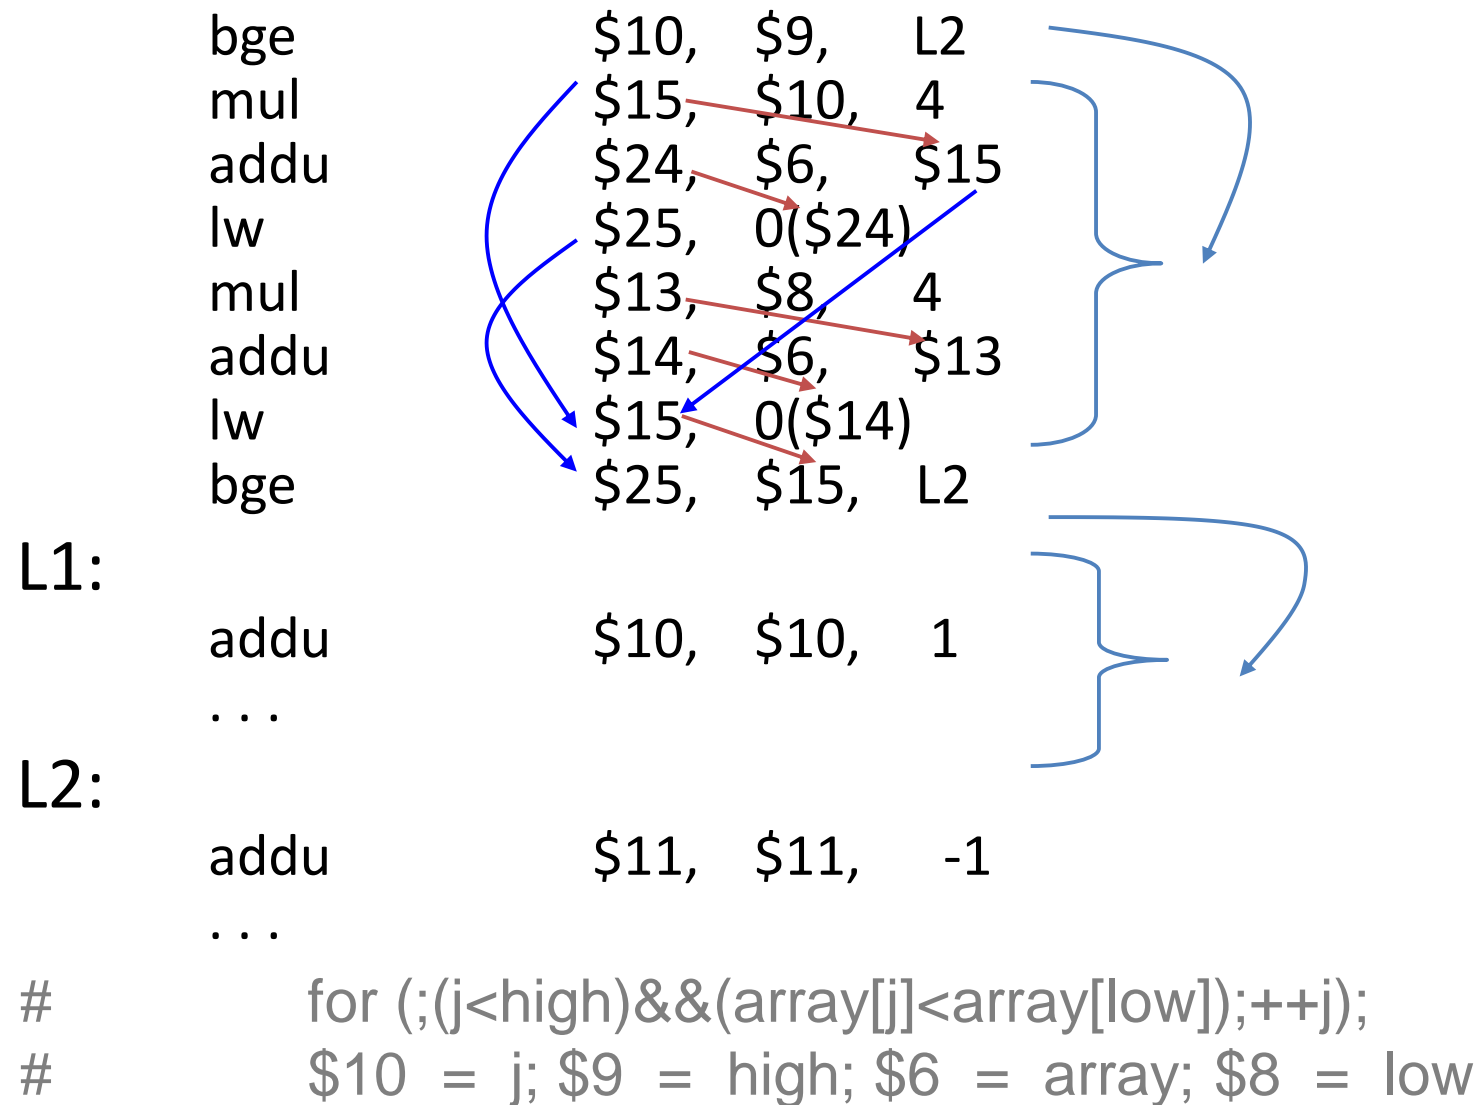 bge $10, $9, L2
mul $15, $10, 4
addu $24, $6, $15
lw $25, 0($24)
mul $13, $8, 4
addu $14, $6, $13
lw $15, 0($14)
bge $25, $15, L2
L1:
addu $10, $10, 1
. . .
L2:
addu $11, $11, -1
. . .
# for (;(j<high)&&(array[j]<array[low]);++j);
# $10 = j; $9 = high; $6 = array; $8 = low